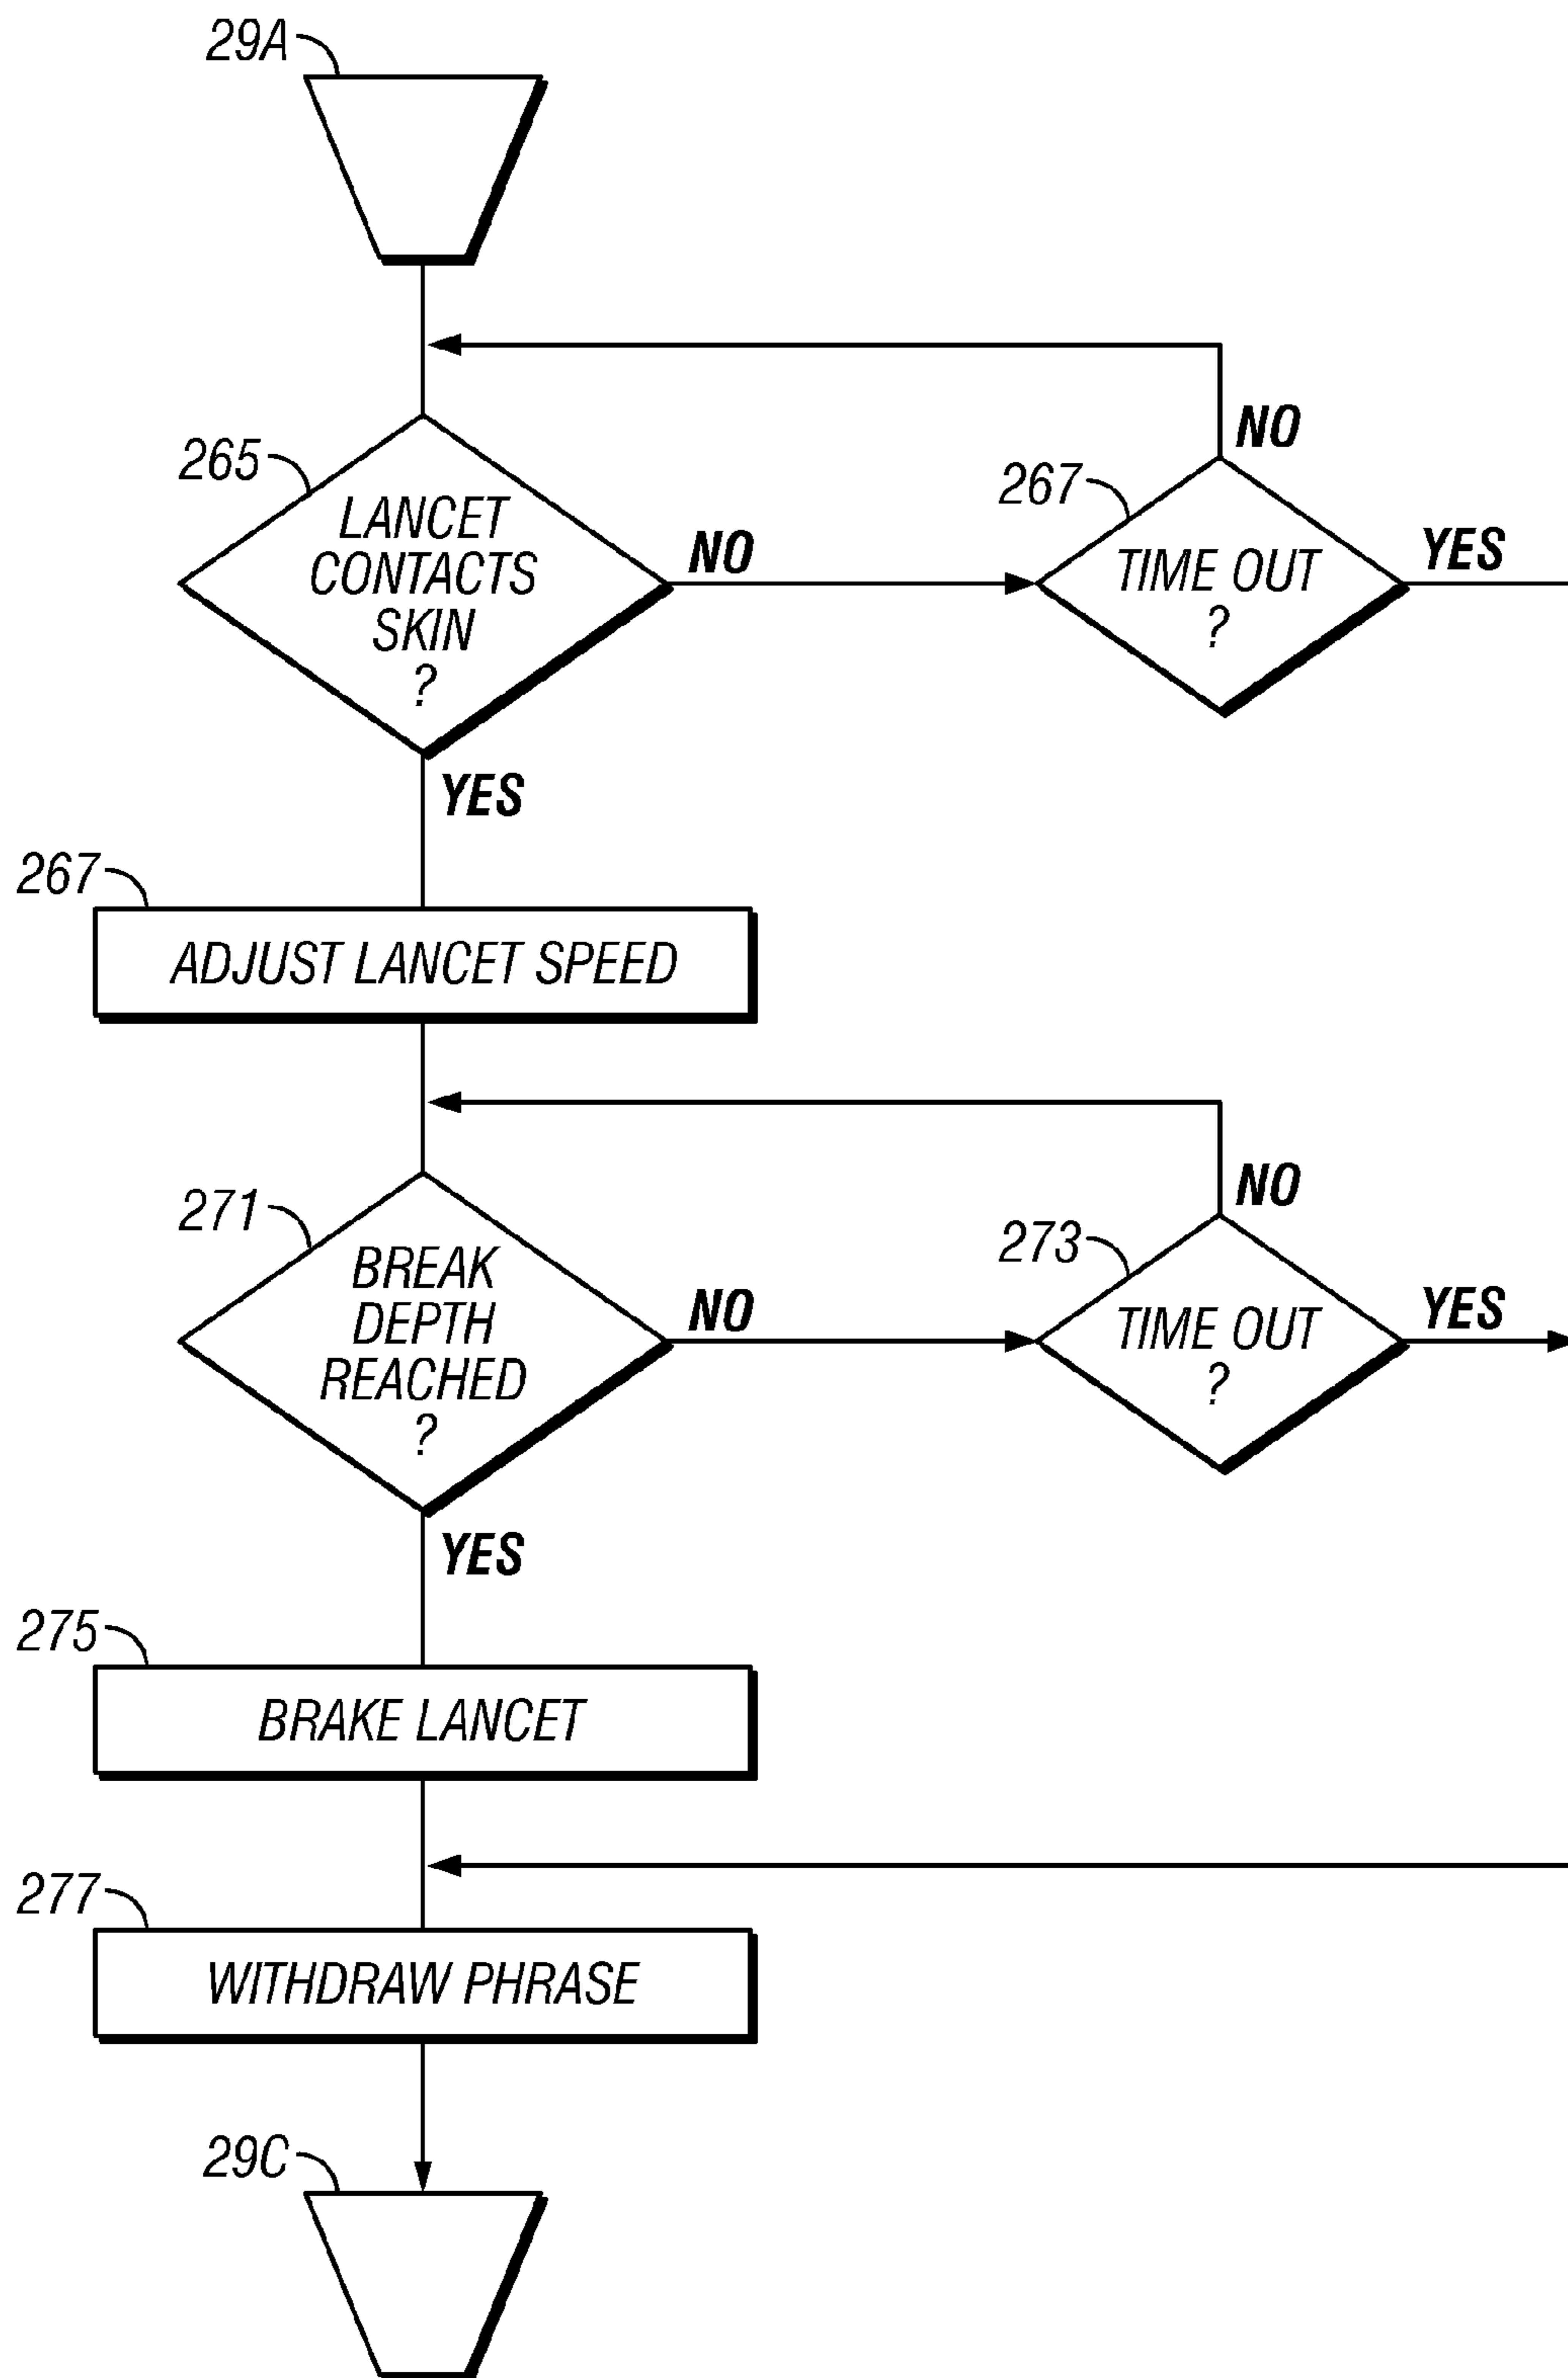 29A
265
LANCET
CONTACTS
SKIN
?
NO
267
TIME OUT
?
NO
YES
YES
267
ADJUST LANCET SPEED
271
BREAK
DEPTH
REACHED
?
NO
273
TIME OUT
?
NO
YES
YES
275
BRAKE LANCET
277
WITHDRAW PHRASE
29C